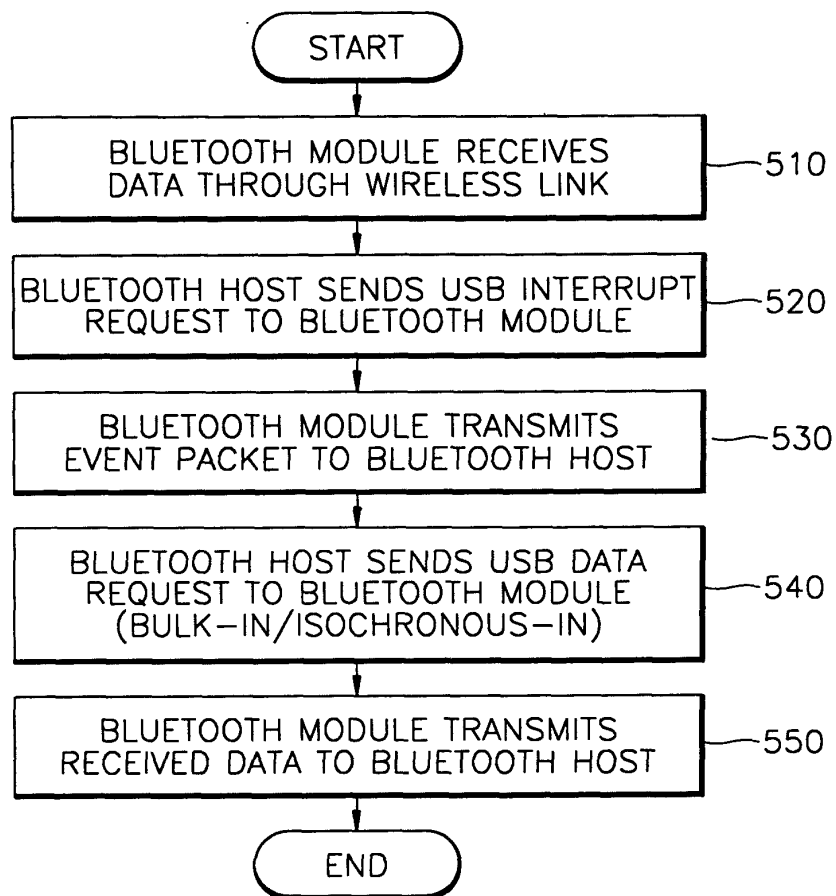 START
BLUETOOTH MODULE RECEIVES
DATA THROUGH WIRELESS LINK
510
BLUETOOTH HOST SENDS USB INTERRUPT
REQUEST TO BLUETOOTH MODULE
520
BLUETOOTH MODULE TRANSMITS
EVENT PACKET TO BLUETOOTH HOST
530
BLUETOOTH HOST SENDS USB DATA
REQUEST TO BLUETOOTH MODULE
(BULK-IN/ISOCHRONOUS-IN)
540
BLUETOOTH MODULE TRANSMITS
RECEIVED DATA TO BLUETOOTH HOST
550
END